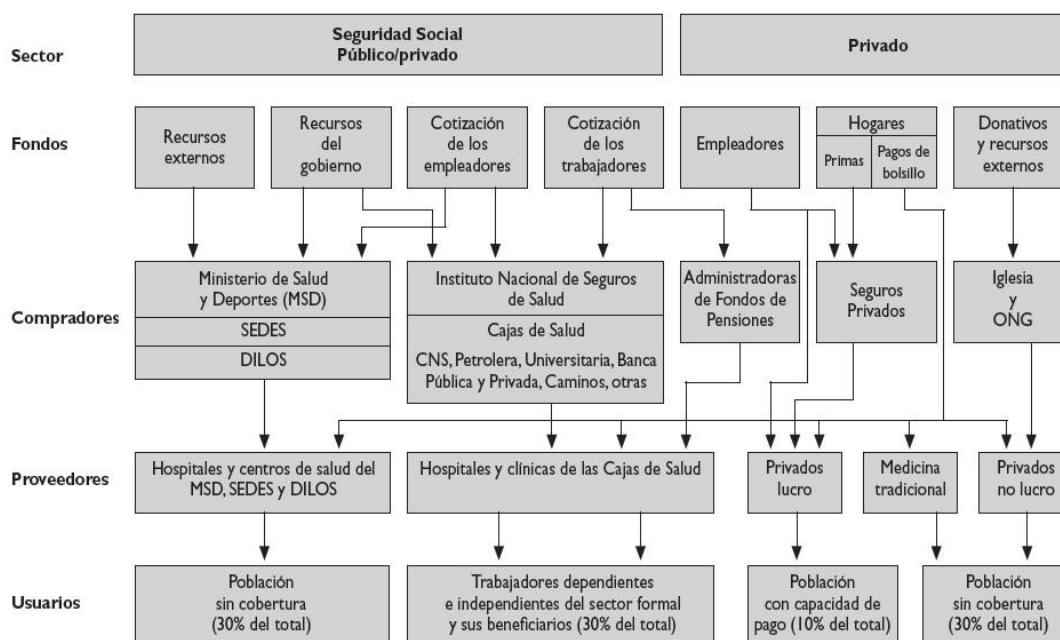 Sector
Seguridad Social
Público/privado
Privado
Fondos
Recursos
externos
Recursos
del
gobierno
Cotización
de los
empleadores
Cotización
de los
trabajadores
Empleadores
Hogares
Primas
Pagos de
bolsillo
Donativos
y recursos
externos
Compradores
Ministerio de Salud
y Deportes (MSD)
SEDES
DILOS
Instituto Nacional de Seguros
de Salud
Cajas de Salud
CNS, Petrolera, Universitaria, Banca
Pública y Privada, Caminos, otras
Administradoras
de Fondos de
Pensiones
Seguros
Privados
Iglesia
y
ONG
Proveedores
Hospitales y centros de salud del
MSD, SEDES y DILOS
Hospitales y clínicas de las Cajas de Salud
Privados
lucro
Medicina
tradicional
Privados
no lucro
Usuarios
Población
sin cobertura
(30% del total)
Trabajadores dependientes
e independientes del sector formal
y sus beneficiarios (30% del total)
Población
con capacidad de
pago (10% del total)
Población
sin cobertura
(30% del total)